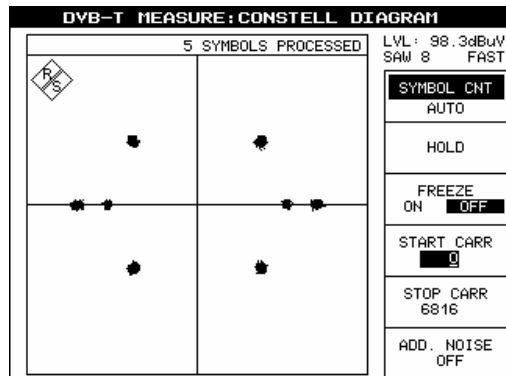 DVB-T MEASURE:CONSTELL DIAGRAM
5 SYMBOLS PROCESSED
LVL: 98.3dBuV
SAW 8 FAST
R
S
SYMBOL CNT
AUTO
HOLD
FREEZE
ON OFF
START CARR
0
STOP CARR
6816
ADD. NOISE
OFF